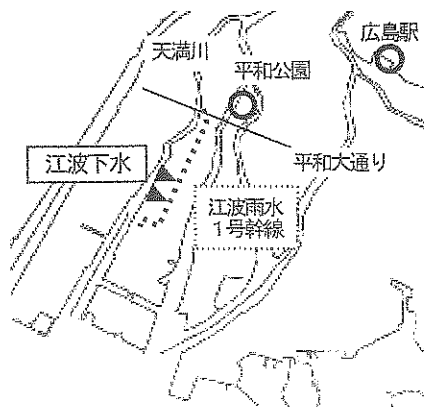 広島駅
天満川
平和公園
江波下水
平和大通り
江波雨水
1号幹線